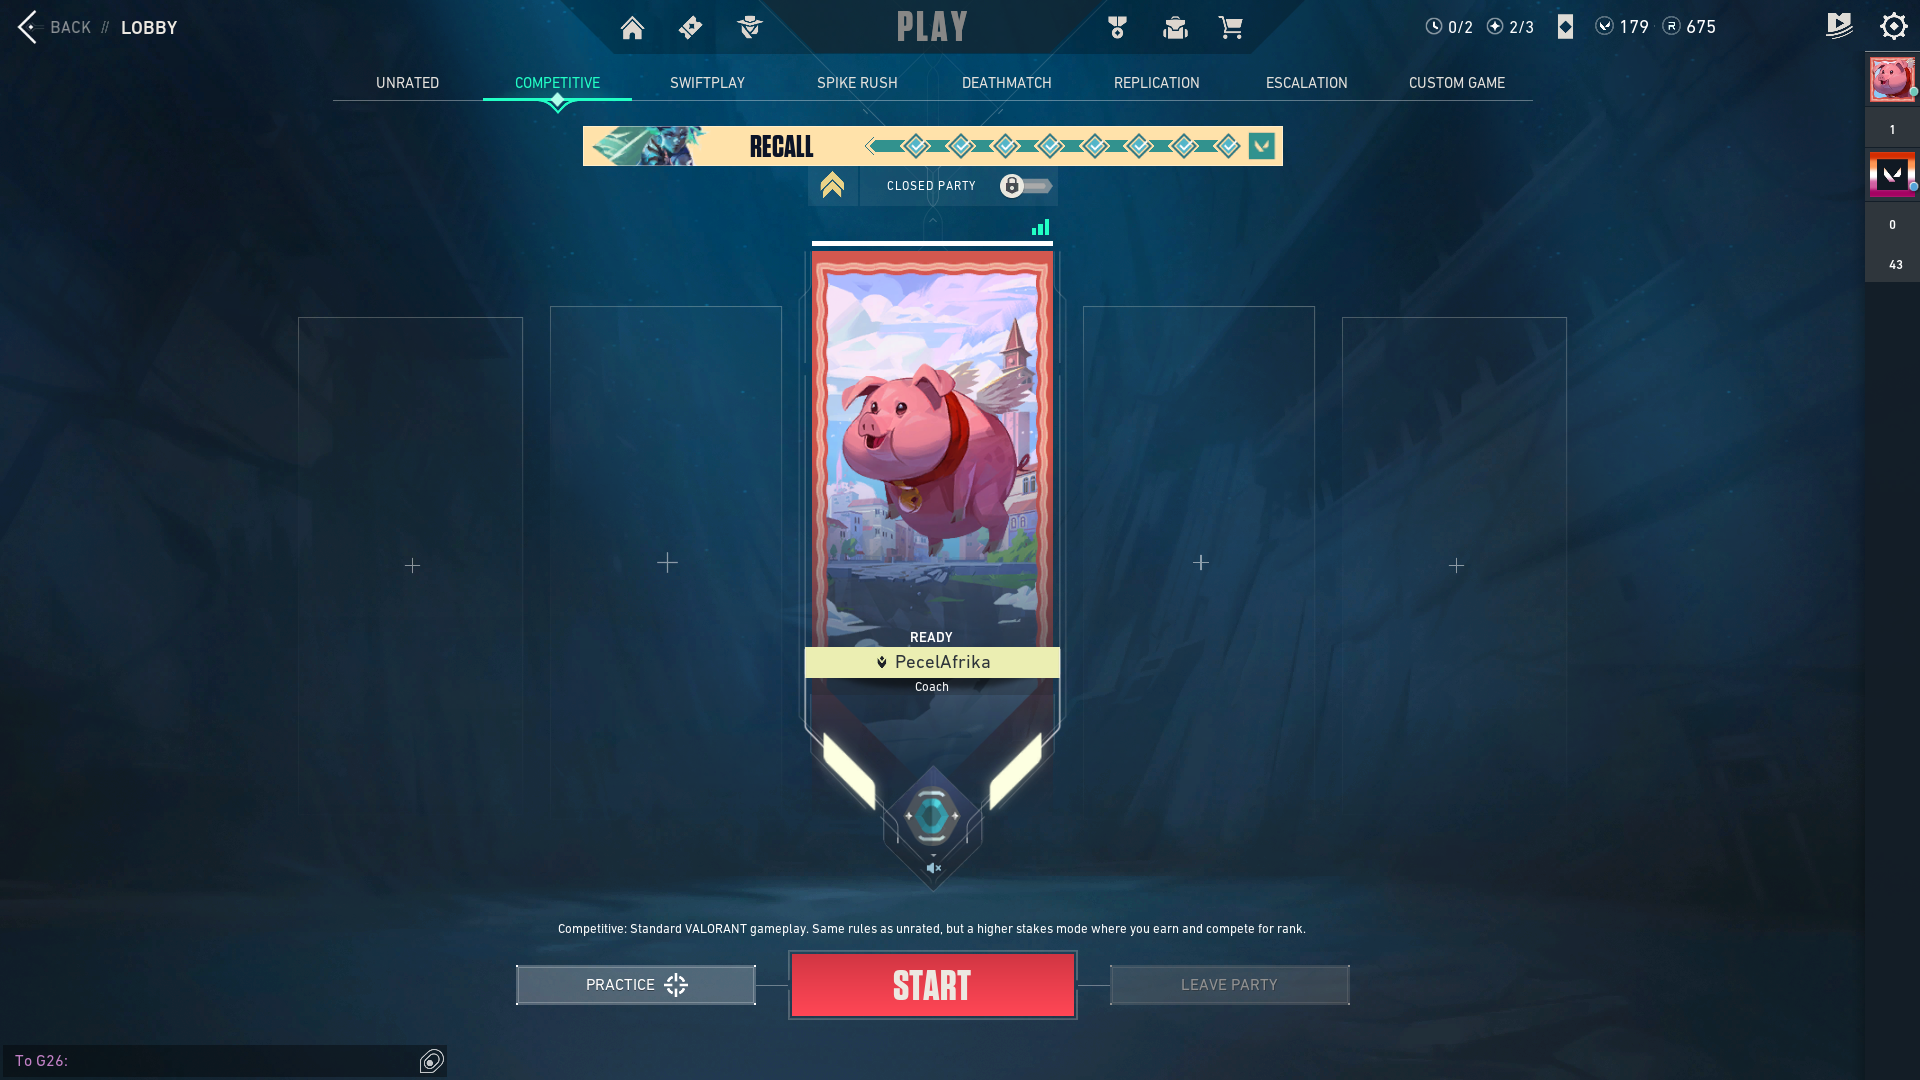 BACK // LOBBY
PLAY
0/2
2/3
179
675
UNRATED
COMPETITIVE
SWIFTPLAY
SPIKE RUSH
DEATHMATCH
REPLICATION
ESCALATION
CUSTOM GAME
RECALL
CLOSED PARTY
1
0
43
READY
PecelAfrika
Coach
Competitive: Standard VALORANT gameplay. Same rules as unrated, but a higher stakes mode where you earn and compete for rank.
PRACTICE
START
LEAVE PARTY
To G26: